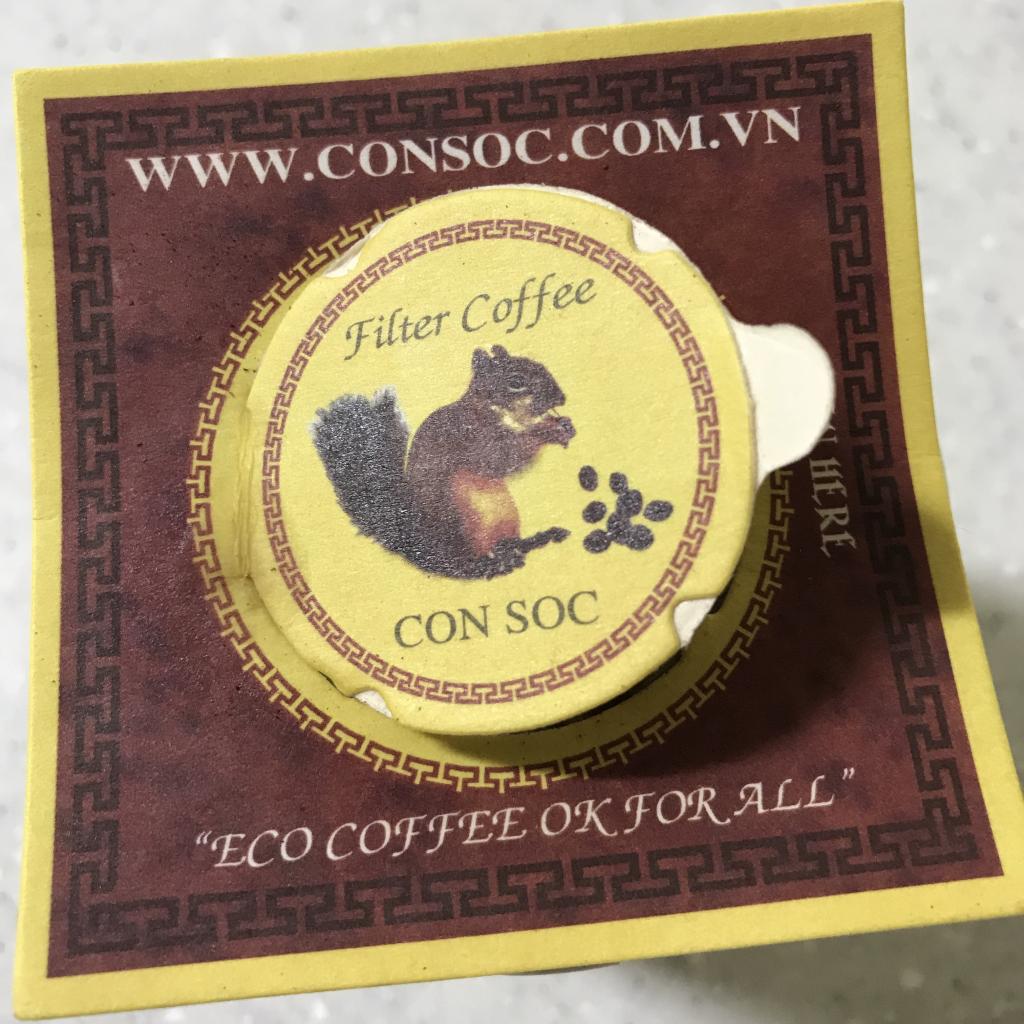 WWW.CONSOC.COM.VN
Filter Coffee
CON SOC
HERE
“ECO COFFEE OK FOR ALL”